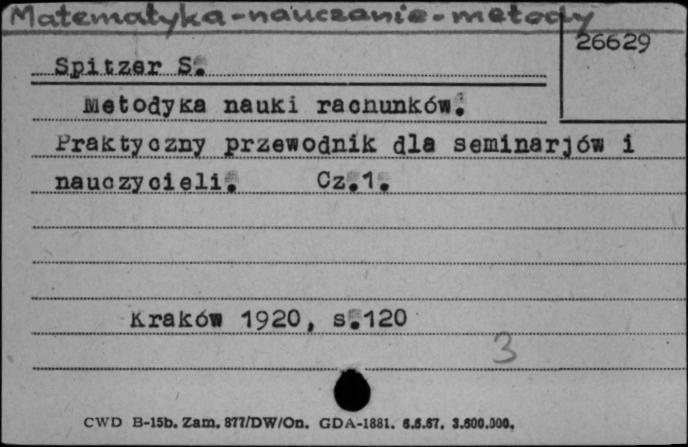 Matematyka-nauczanie-metody
26629
Spitzer S.
Metodyka nauki rachunków.
Praktyczny przewodnik dla seminarjów i
nauczycieli. Cz.1.
Kraków 1920, s.120
3
CWD B-15b. Zam. 877/DW/On. GDA-1881. 6.6.67. 3.600.000.